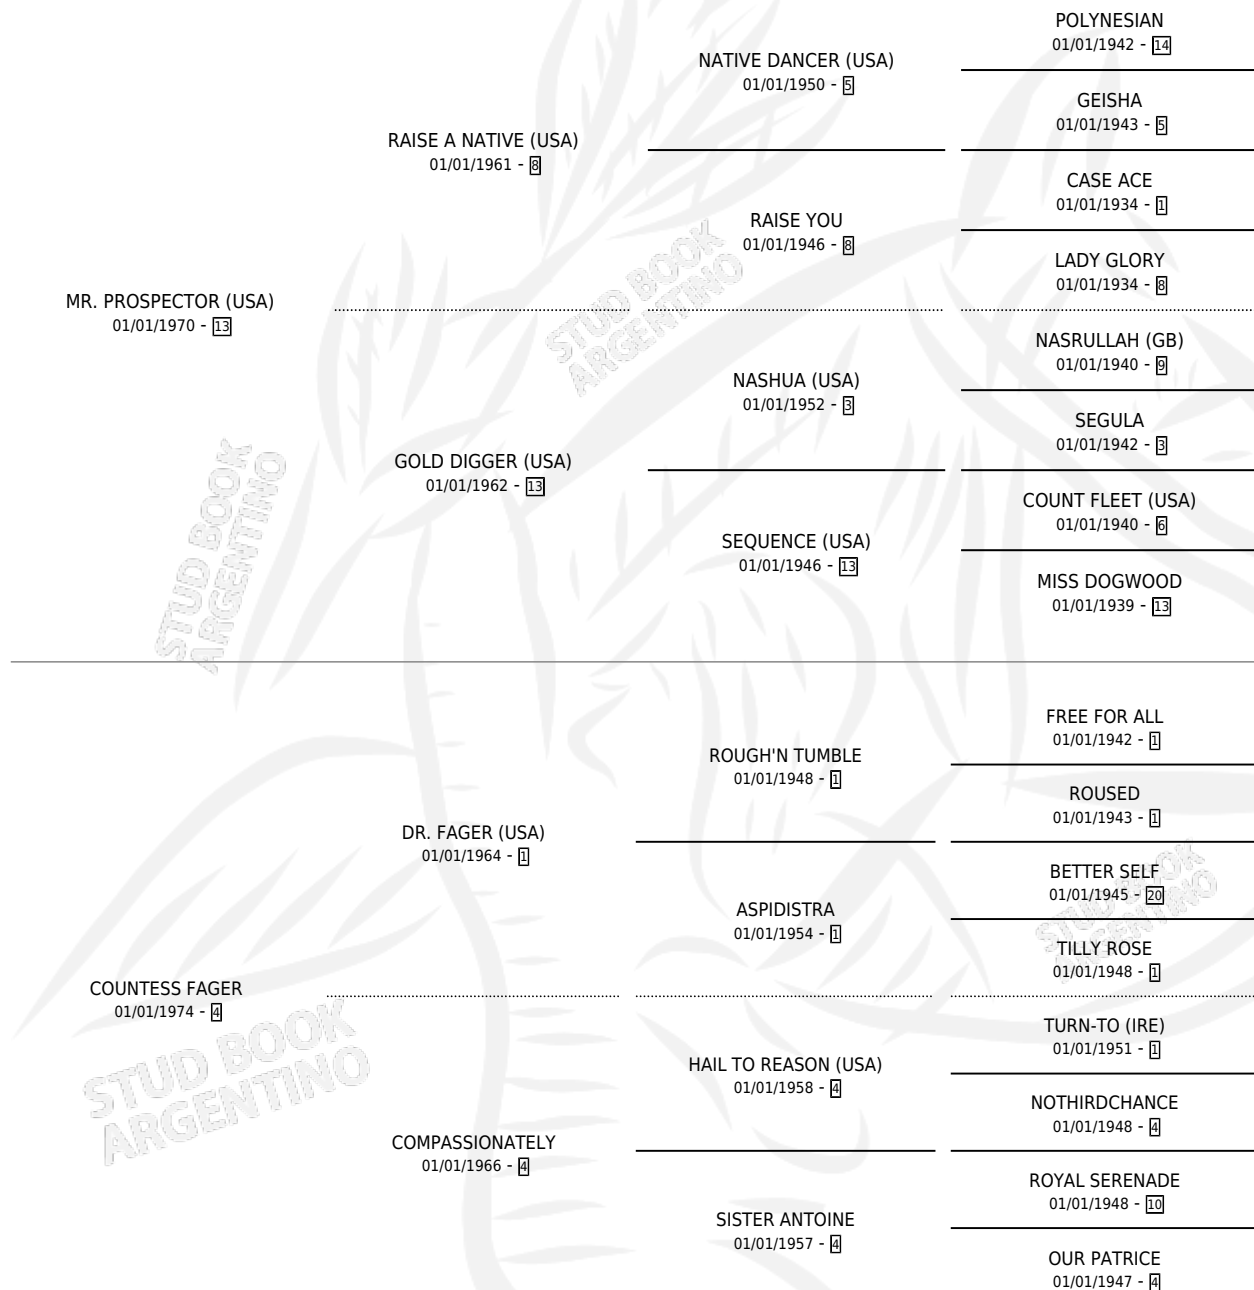 POLYNESIAN
01/01/1942 - 14
NATIVE DANCER (USA)
01/01/1950 - 5
GEISHA
01/01/1943 - 5
RAISE A NATIVE (USA)
01/01/1961 - 8
CASE ACE
01/01/1934 - 1
RAISE YOU
01/01/1946 - 8
LADY GLORY
01/01/1934 - 8
MR. PROSPECTOR (USA)
01/01/1970 - 13
NASRULLAH (GB)
01/01/1940 - 9
NASHUA (USA)
01/01/1952 - 3
SEGULA
01/01/1942 - 3
GOLD DIGGER (USA)
01/01/1962 - 13
COUNT FLEET (USA)
01/01/1940 - 6
SEQUENCE (USA)
01/01/1946 - 13
MISS DOGWOOD
01/01/1939 - 13
FREE FOR ALL
01/01/1942 - 1
ROUGH'N TUMBLE
01/01/1948 - 1
ROUSED
01/01/1943 - 1
DR. FAGER (USA)
01/01/1964 - 1
BETTER SELF
01/01/1945 - 20
ASPIDISTRA
01/01/1954 - 1
TILLY ROSE
01/01/1948 - 1
COUNTESS FAGER
01/01/1974 - 4
TURN-TO (IRE)
01/01/1951 - 1
HAIL TO REASON (USA)
01/01/1958 - 4
NOTHIRDCHANCE
01/01/1948 - 4
COMPASSIONATELY
01/01/1966 - 4
ROYAL SERENADE
01/01/1948 - 10
SISTER ANTOINE
01/01/1957 - 4
OUR PATRICE
01/01/1947 - 4
STUD BOOK
ARGENTINO
STUD BOOK
ARGENTINO
STUD BOOK
ARGENTINO
STUD BOOK
ARGENTINO